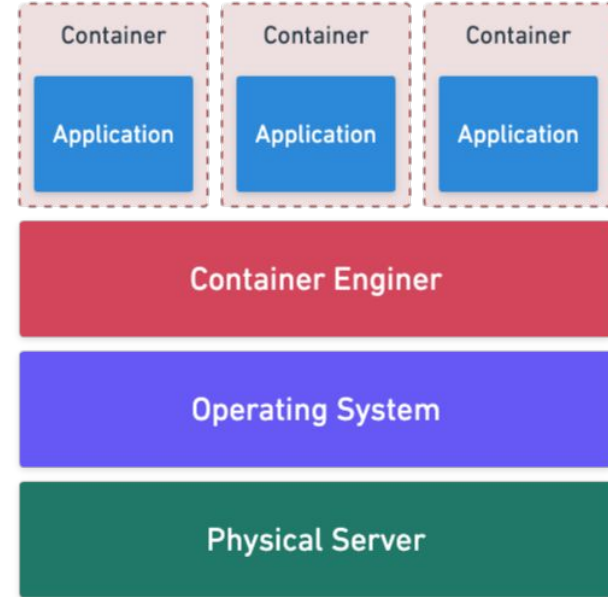 Container Container Container
Application Application Application
Container Enginer
Operating System
Physical Server